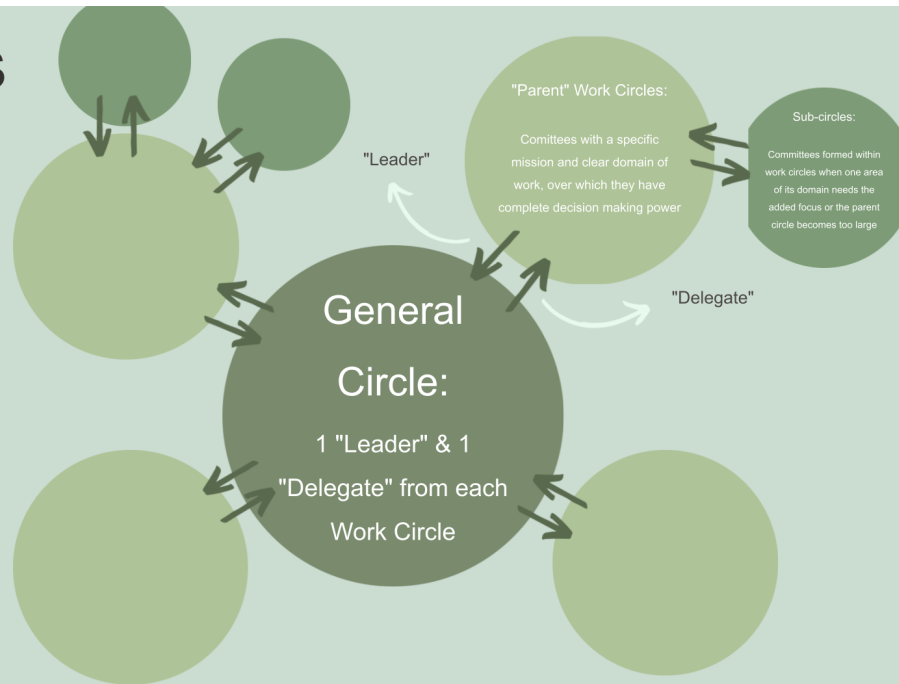 s
"Parent" Work Circles:
Comittees with a specific
mission and clear domain of
work, over which they have
complete decision making power
Sub-circles:
Committees formed within
work circles when one area
of its domain needs the
added focus or the parent
circle becomes too large
"Leader"
"Delegate"
General
Circle:
1 "Leader" & 1
"Delegate" from each
Work Circle